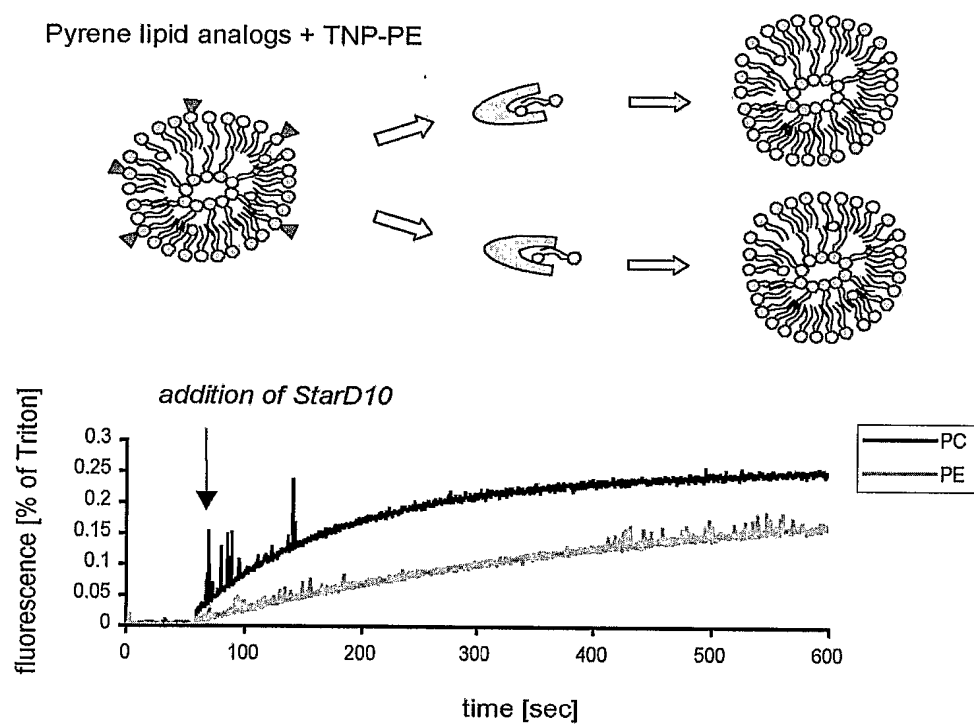 Pyrene lipid analogs + TNP-PE
addition of StarD10
fluorescence [% of Triton]
0.3
0.25
0.2
0.15
0.1
0.05
0
0
100
200
300
400
500
600
time [sec]
PC
PE